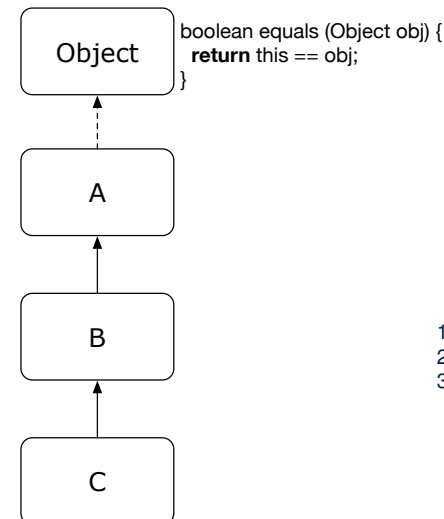 Object
boolean equals (Object obj) {
return this == obj;
}
A
B
1
2
3
C